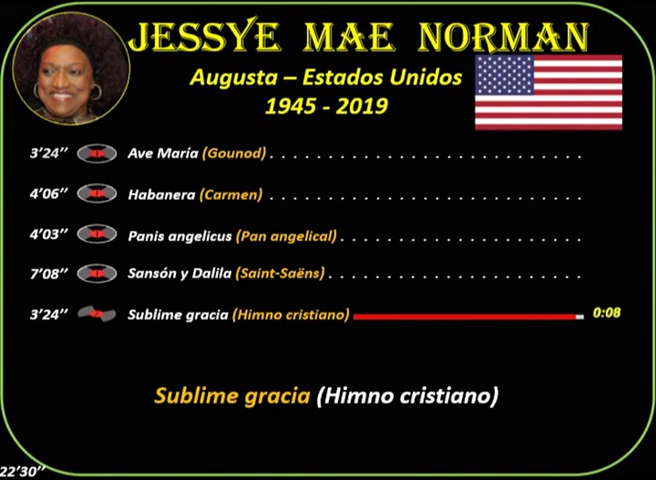 JESSYE MAE NORMAN
Augusta – Estados Unidos
1945 - 2019
3’24’’ Ave María (Gounod) . . . . . . . . . . . . . . . . . . . . . . . . . . . .
4’06’’ Habanera (Carmen) . . . . . . . . . . . . . . . . . . . . . . . . . . . .
4’03’’ Panis angelicus (Pan angelical) . . . . . . . . . . . . . . . . . . . . .
7’08’’ Sansón y Dalila (Saint-Saëns) . . . . . . . . . . . . . . . . . . . . . .
3’24’’ Sublime gracia (Himno cristiano) 0:08
Sublime gracia (Himno cristiano)
22’30’’